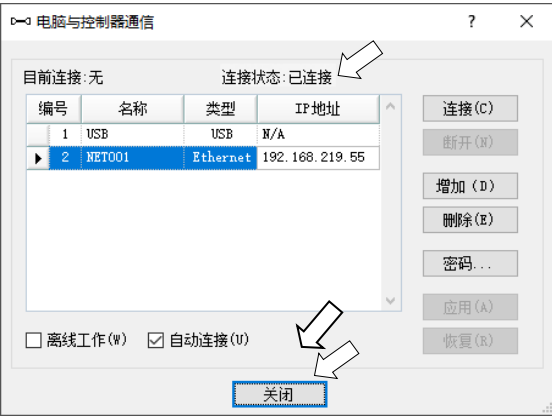 电脑与控制器通信
目前连接:无 连接状态:已连接
编号 名称 类型 IP地址
1 USB USB N/A
2 NET001 Ethernet 192.168.219.55
连接(C)
断开(N)
增加 (D)
删除(E)
密码...
应用(A)
恢复(R)
离线工作(W) 自动连接(U)
关闭